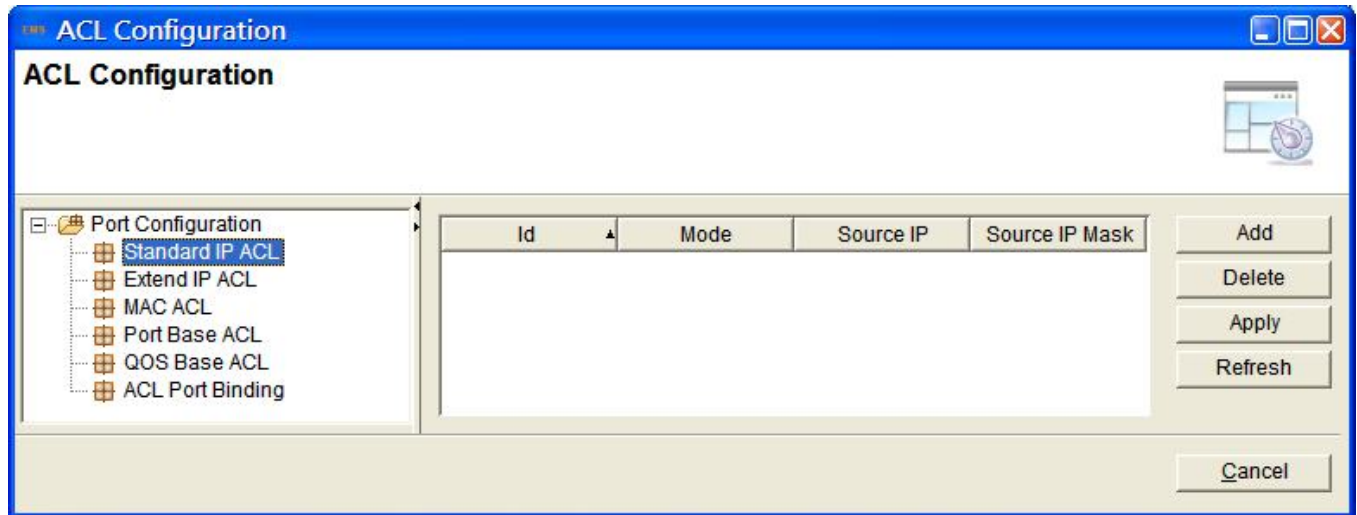 EMS ACL Configuration
ACL Configuration
Port Configuration
Standard IP ACL
Extend IP ACL
MAC ACL
Port Base ACL
QOS Base ACL
ACL Port Binding
Id Mode Source IP Source IP Mask
Add
Delete
Apply
Refresh
Cancel